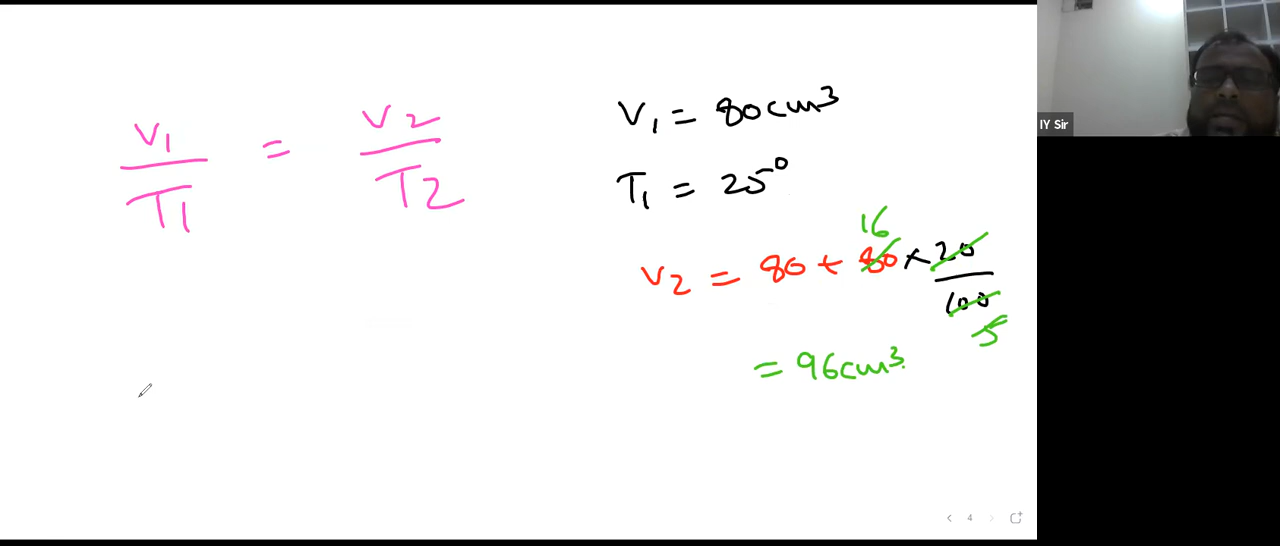 V1/T1 = V2/T2
V1 = 80cm³
T1 = 25°
16
V2 = 80 + 80 × 20/100
5
= 96cm³.
IY Sir
4